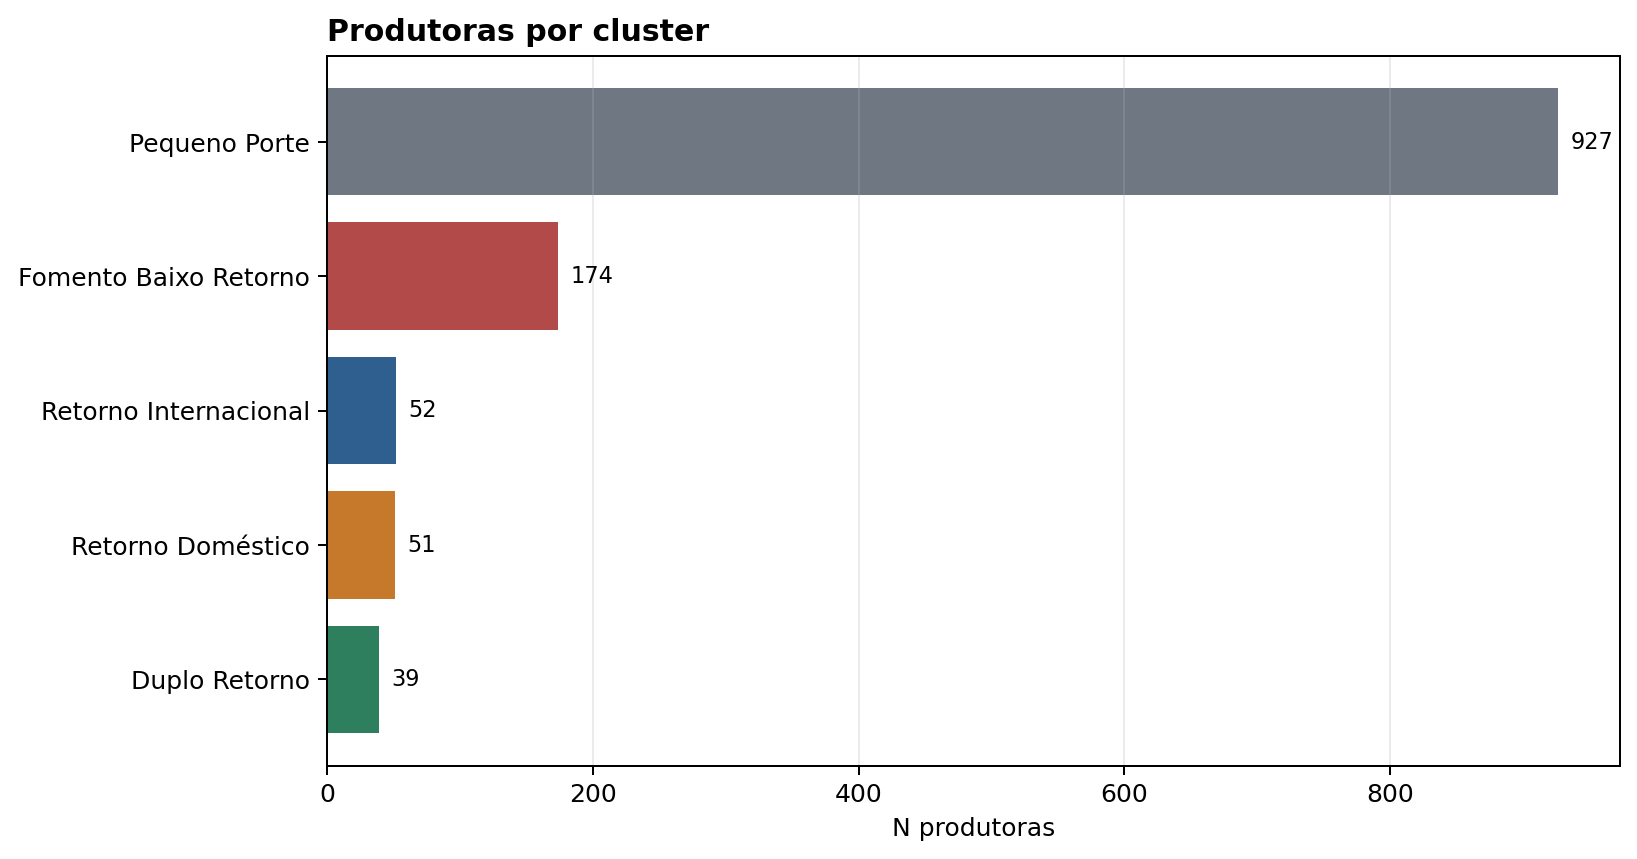 Produtoras por cluster
Pequeno Porte
927
Fomento Baixo Retorno
174
Retorno Internacional
52
Retorno Doméstico
51
Duplo Retorno
39
0 200 400 600 800
N produtoras